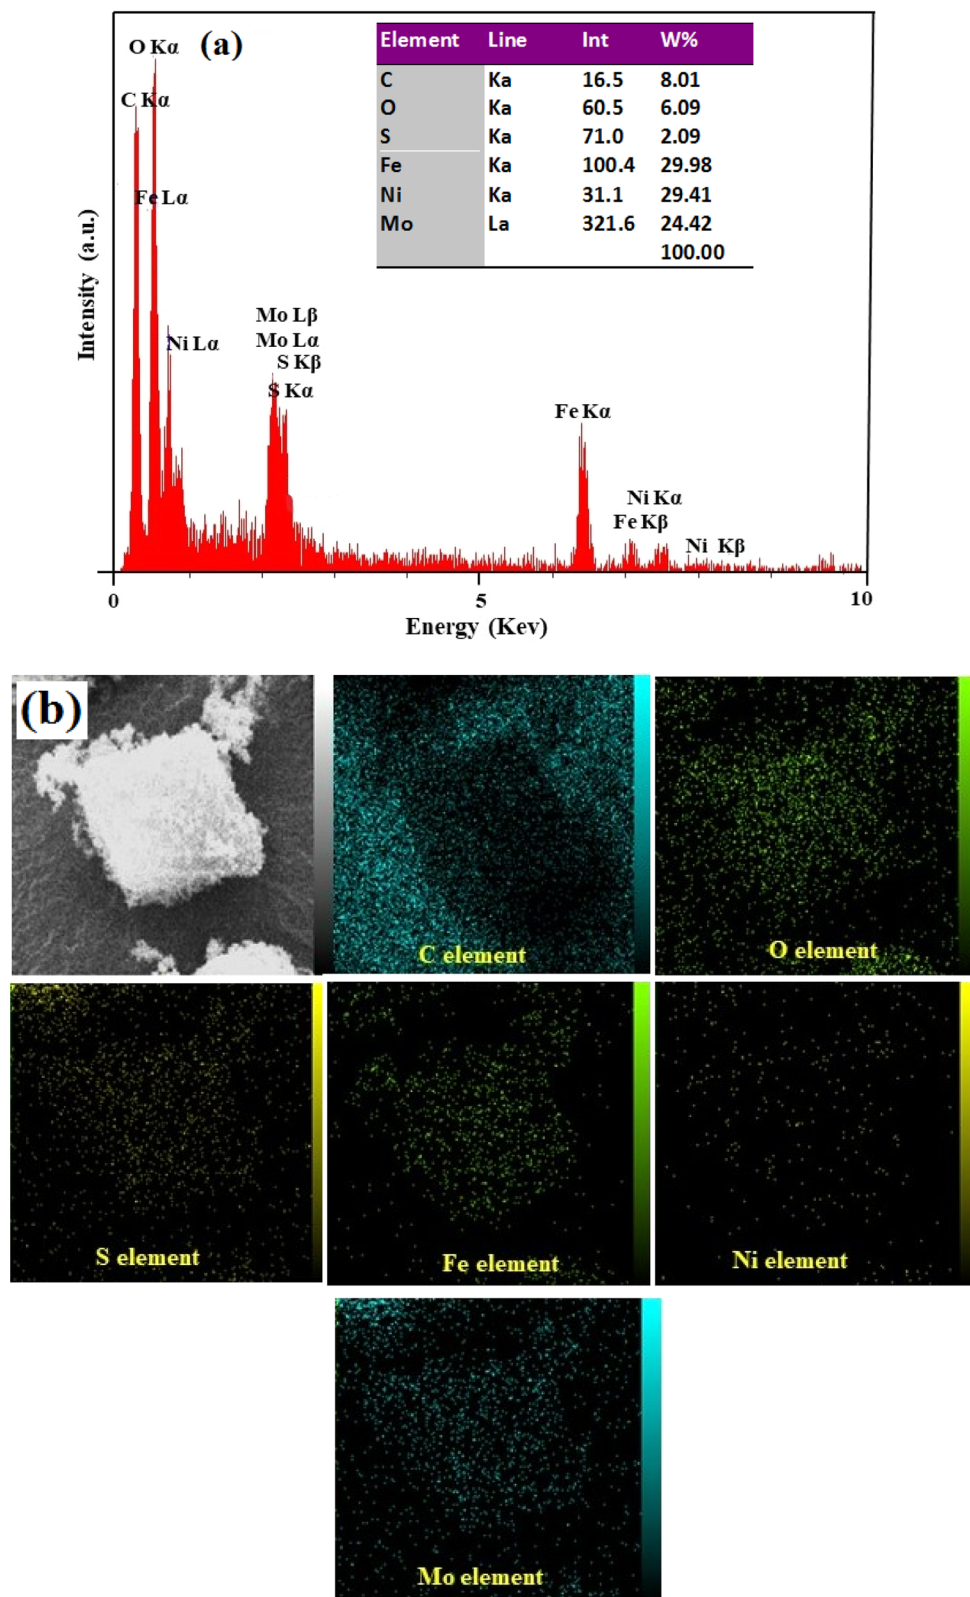 (a)
O Kα
C Kα
Fe Lα
Ni Lα
Mo Lβ
Mo Lα
S Kβ
S Kα
Fe Kα
Ni Kα
Fe Kβ
Ni Kβ
Element Line Int W%
C Ka 16.5 8.01
O Ka 60.5 6.09
S Ka 71.0 2.09
Fe Ka 100.4 29.98
Ni Ka 31.1 29.41
Mo La 321.6 24.42
100.00
Intensity (a.u.)
0 5 10
Energy (Kev)
(b)
C element
O element
S element
Fe element
Ni element
Mo element